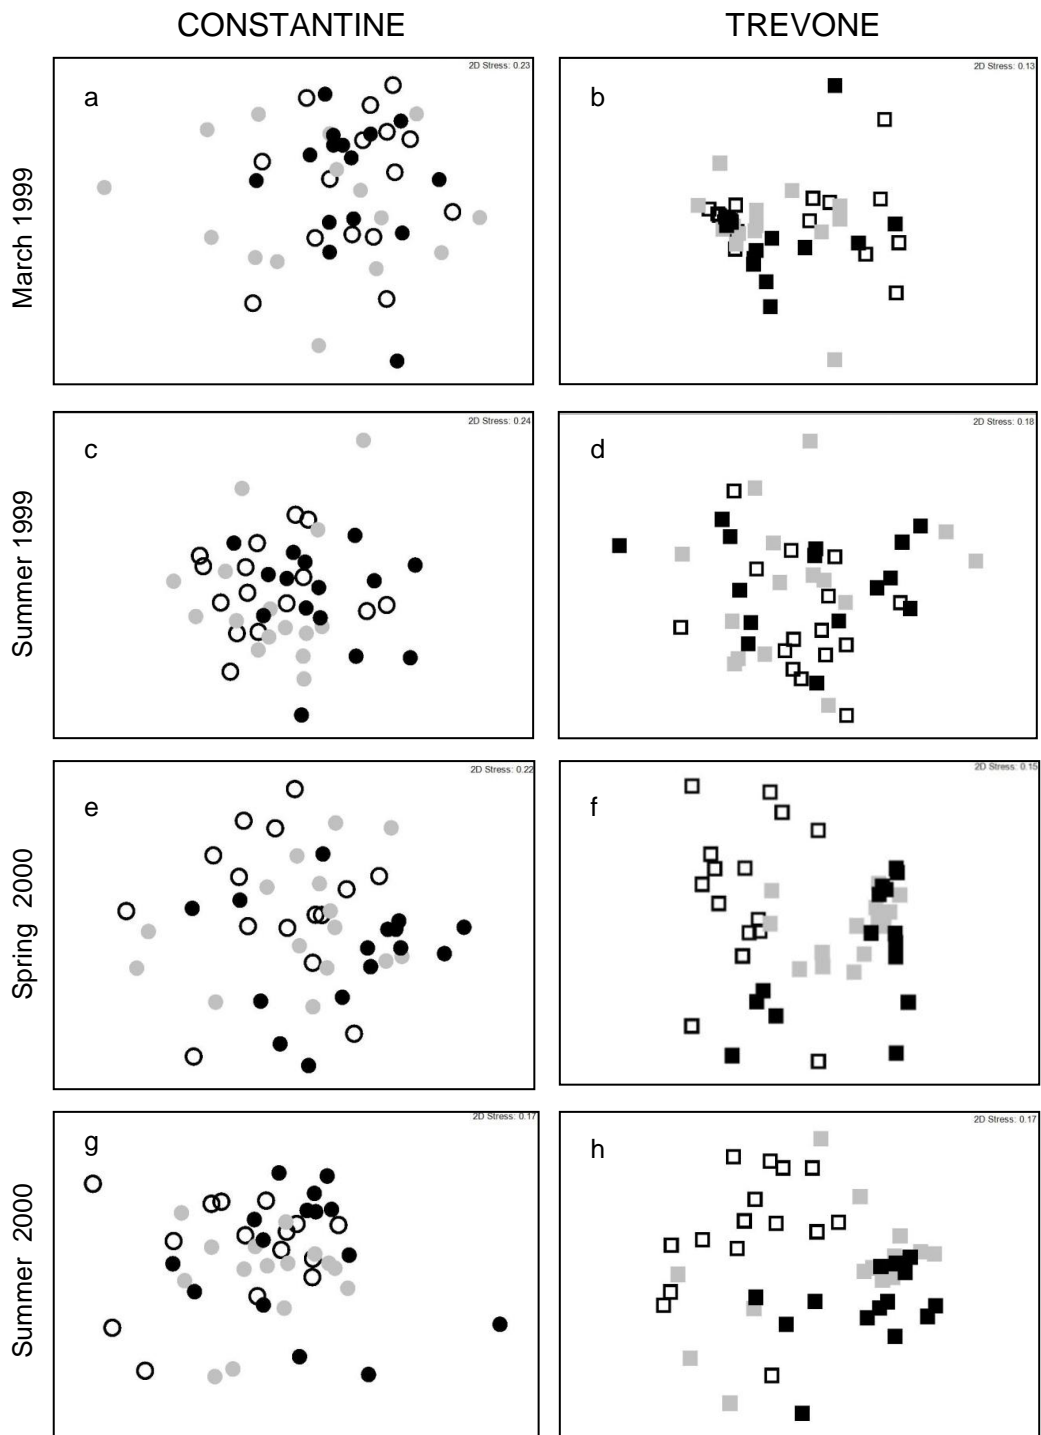 CONSTANTINE
TREVONE
March 1999
a
2D Stress: 0.23
b
2D Stress: 0.13
Summer 1999
c
2D Stress: 0.24
d
2D Stress: 0.18
Spring 2000
e
2D Stress: 0.22
f
2D Stress: 0.15
Summer 2000
g
2D Stress: 0.17
h
2D Stress: 0.17